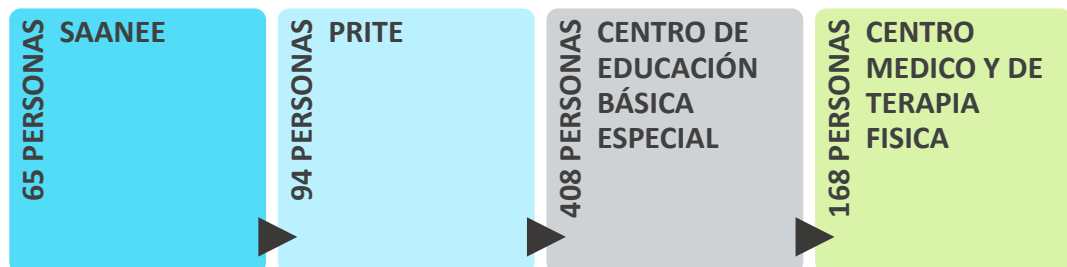 65 PERSONAS
SAANEE
94 PERSONAS
PRITE
408 PERSONAS
CENTRO DE
EDUCACIÓN
BÁSICA
ESPECIAL
168 PERSONAS
CENTRO
MEDICO Y DE
TERAPIA
FISICA